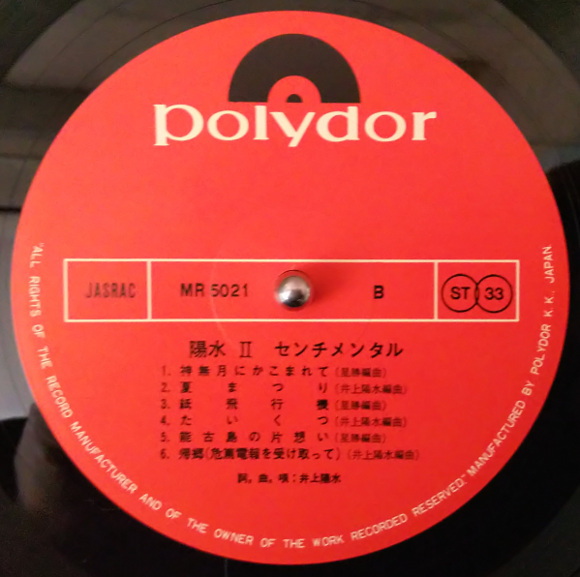 polydor
JASRAC MR 5021 B ST 33
陽水 II センチメンタル
1. 神無月にかこまれて(星勝編曲)
2. 夏まつり(井上陽水編曲)
3. 紙飛行機(星勝編曲)
4. たいくつ(井上陽水編曲)
5. 能古島の片想い(星勝編曲)
6. 帰郷(危篤電報を受け取って)(井上陽水編曲)
詞。曲。唄:井上陽水
"ALL RIGHTS OF THE RECORD MANUFACTURER AND OF THE OWNER OF THE WORK RECORDED RESERVED." MANUFACTURED BY POLYDOR K.K. JAPAN.